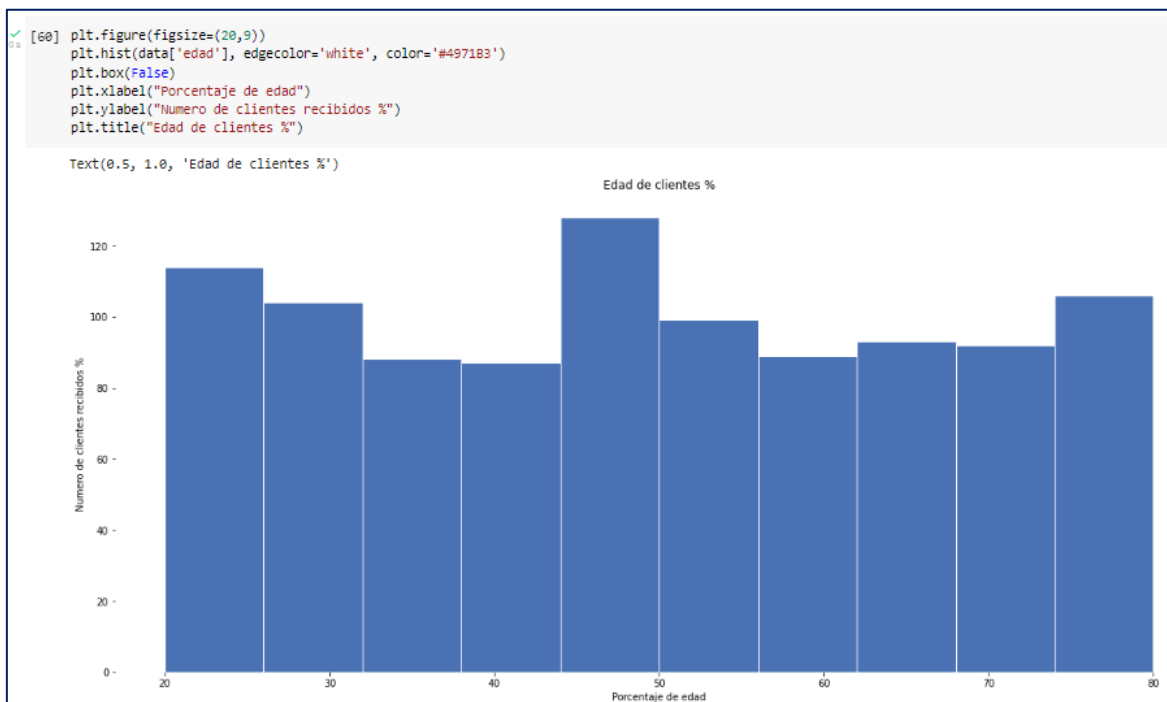 [60] plt.figure(figsize=(20,9))
plt.hist(data['edad'], edgecolor='white', color='#4971B3')
plt.box(False)
plt.xlabel("Porcentaje de edad")
plt.ylabel("Numero de clientes recibidos %")
plt.title("Edad de clientes %")
0 s
Text(0.5, 1.0, 'Edad de clientes %')
Edad de clientes %
Numero de clientes recibidos %
120
100
80
60
40
20
0
20 30 40 50 60 70 80
Porcentaje de edad